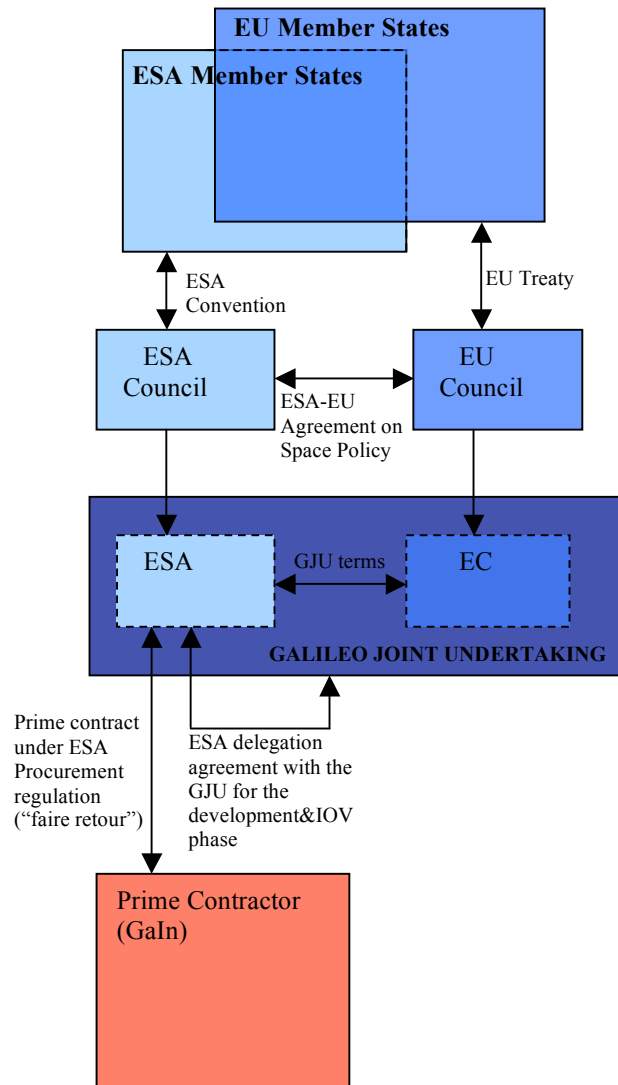 EU Member States
ESA Member States
ESA
Convention
EU Treaty
ESA
Council
EU
Council
ESA-EU
Agreement on
Space Policy
ESA
GJU terms
EC
GALILEO JOINT UNDERTAKING
Prime contract
under ESA
Procurement
regulation
(“faire retour”)
ESA delegation
agreement with the
GJU for the
development&IOV
phase
Prime Contractor
(GaIn)